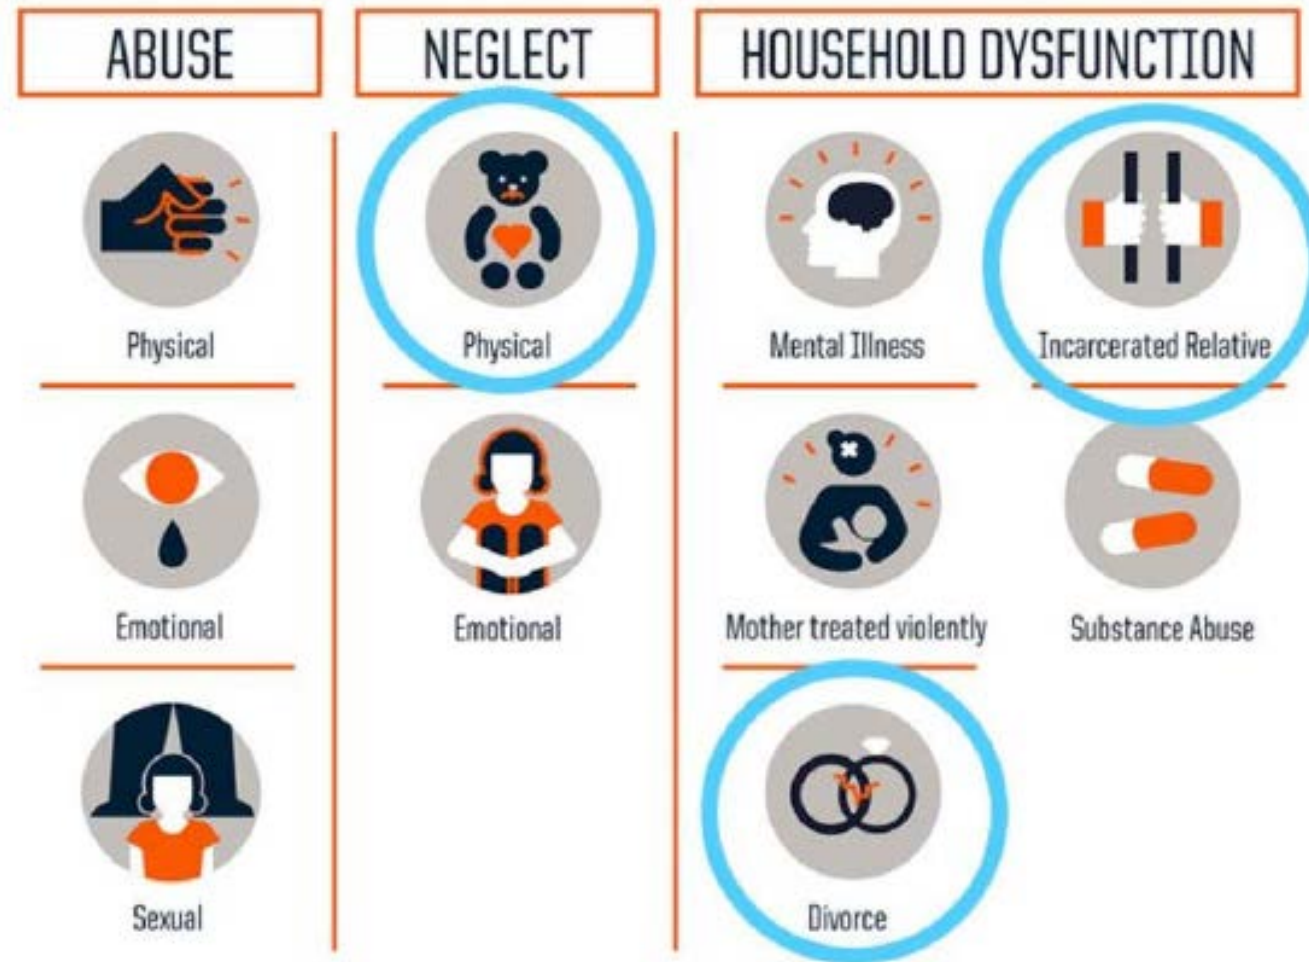 ABUSE
NEGLECT
HOUSEHOLD DYSFUNCTION
Physical
Physical
Mental Illness
Incarcerated Relative
Emotional
Emotional
Mother treated violently
Substance Abuse
Sexual
Divorce